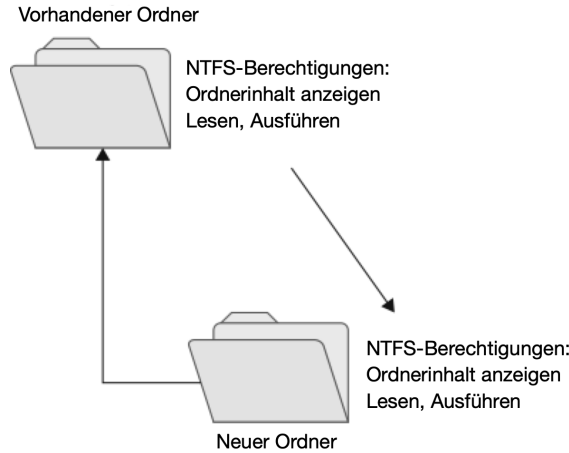 Vorhandener Ordner
NTFS-Berechtigungen:
Ordnerinhalt anzeigen
Lesen, Ausführen
NTFS-Berechtigungen:
Ordnerinhalt anzeigen
Lesen, Ausführen
Neuer Ordner